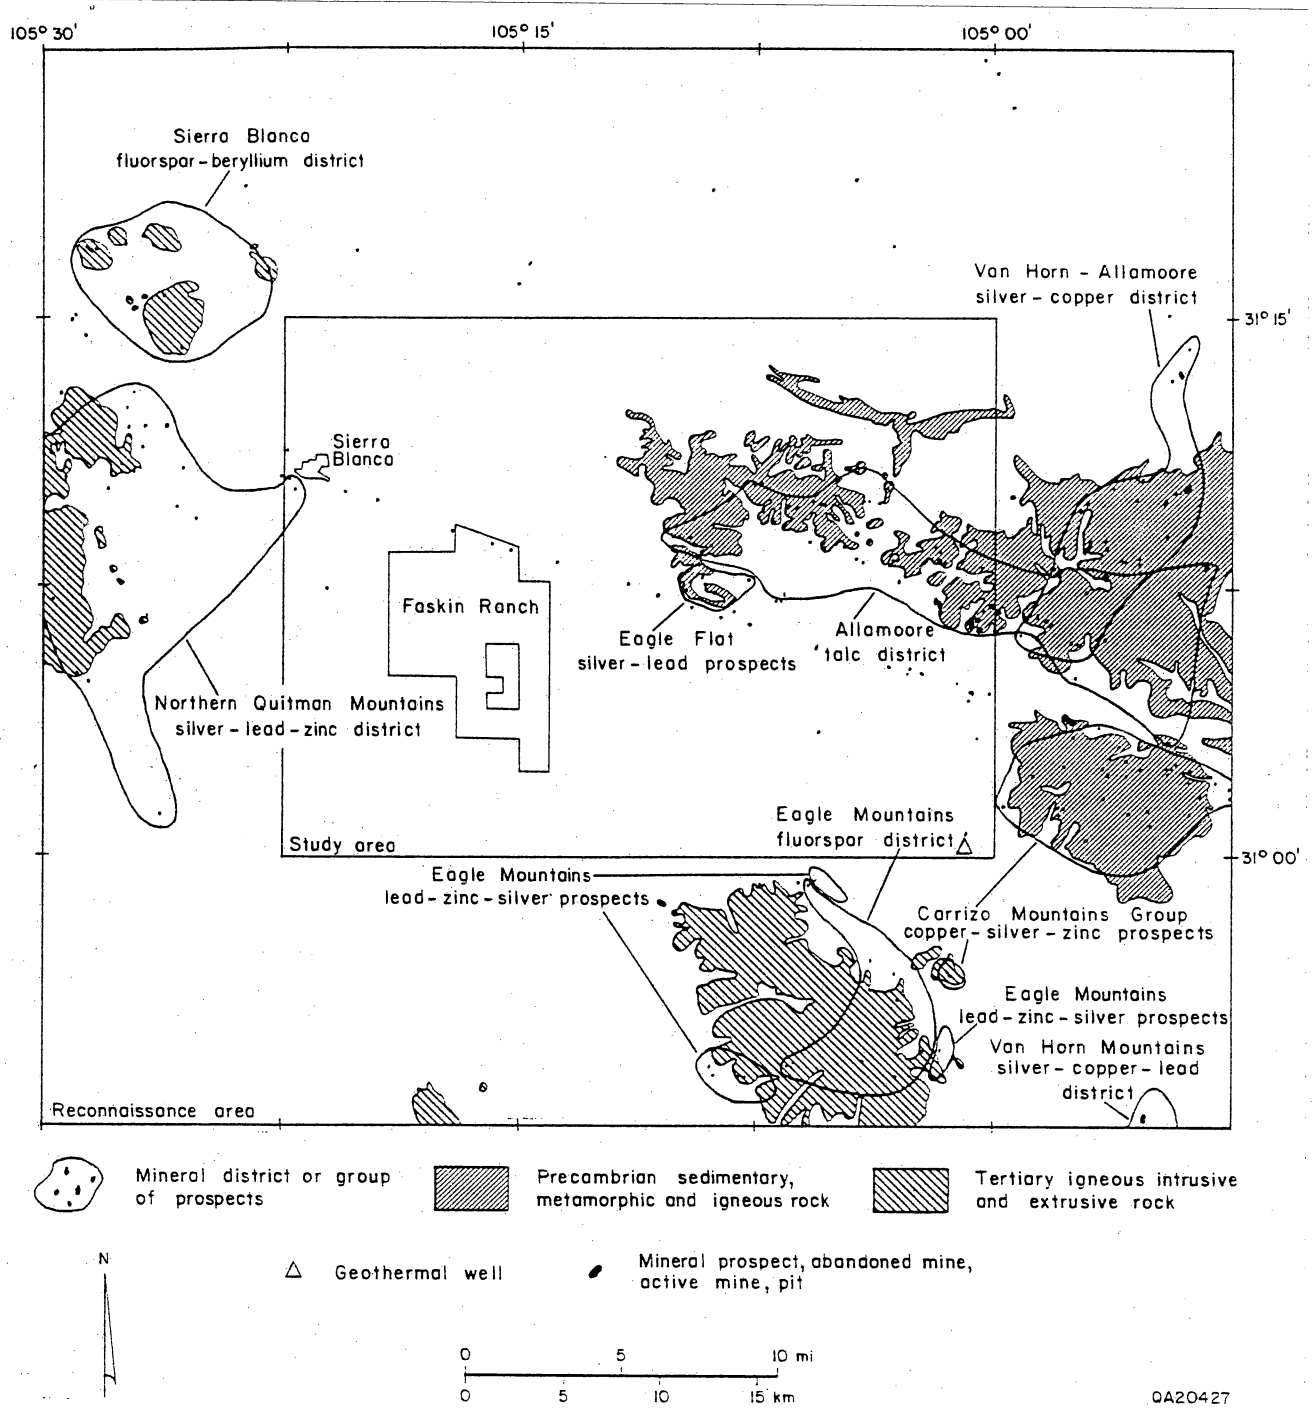 105° 30'
105° 15'
105° 00'
Sierra Blanca
fluorspar-beryllium district
Van Horn - Allamoore
silver-copper district
31° 15'
Sierra
Blanca
Faskin Ranch
Eagle Flat
silver-lead prospects
Allamoore
talc district
Northern Quitman Mountains
silver-lead-zinc district
Eagle Mountains
fluorspar district
Study area
31° 00'
Eagle Mountains
lead-zinc-silver prospects
Carrizo Mountains Group
copper-silver-zinc prospects
Eagle Mountains
lead-zinc-silver prospects
Van Horn Mountains
silver-copper-lead
district
Reconnaissance area
Mineral district or group
of prospects
Precambrian sedimentary,
metamorphic and igneous rock
Tertiary igneous intrusive
and extrusive rock
N
Geothermal well
Mineral prospect, abandoned mine,
active mine, pit
0 5 10 mi
0 5 10 15 km
QA20427